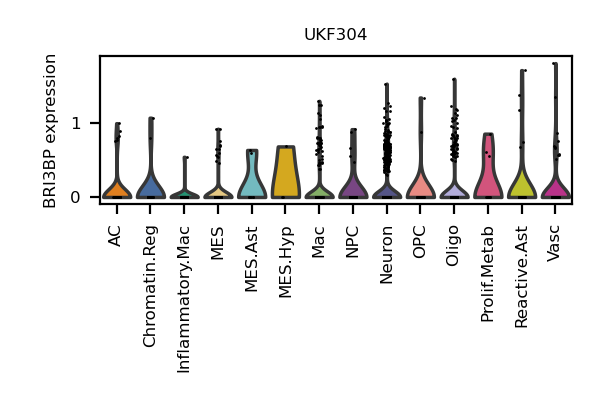 UKF304
BRI3BP expression
1
0
AC
Chromatin.Reg
Inflammatory.Mac
MES
MES.Ast
MES.Hyp
Mac
NPC
Neuron
OPC
Oligo
Prolif.Metab
Reactive.Ast
Vasc